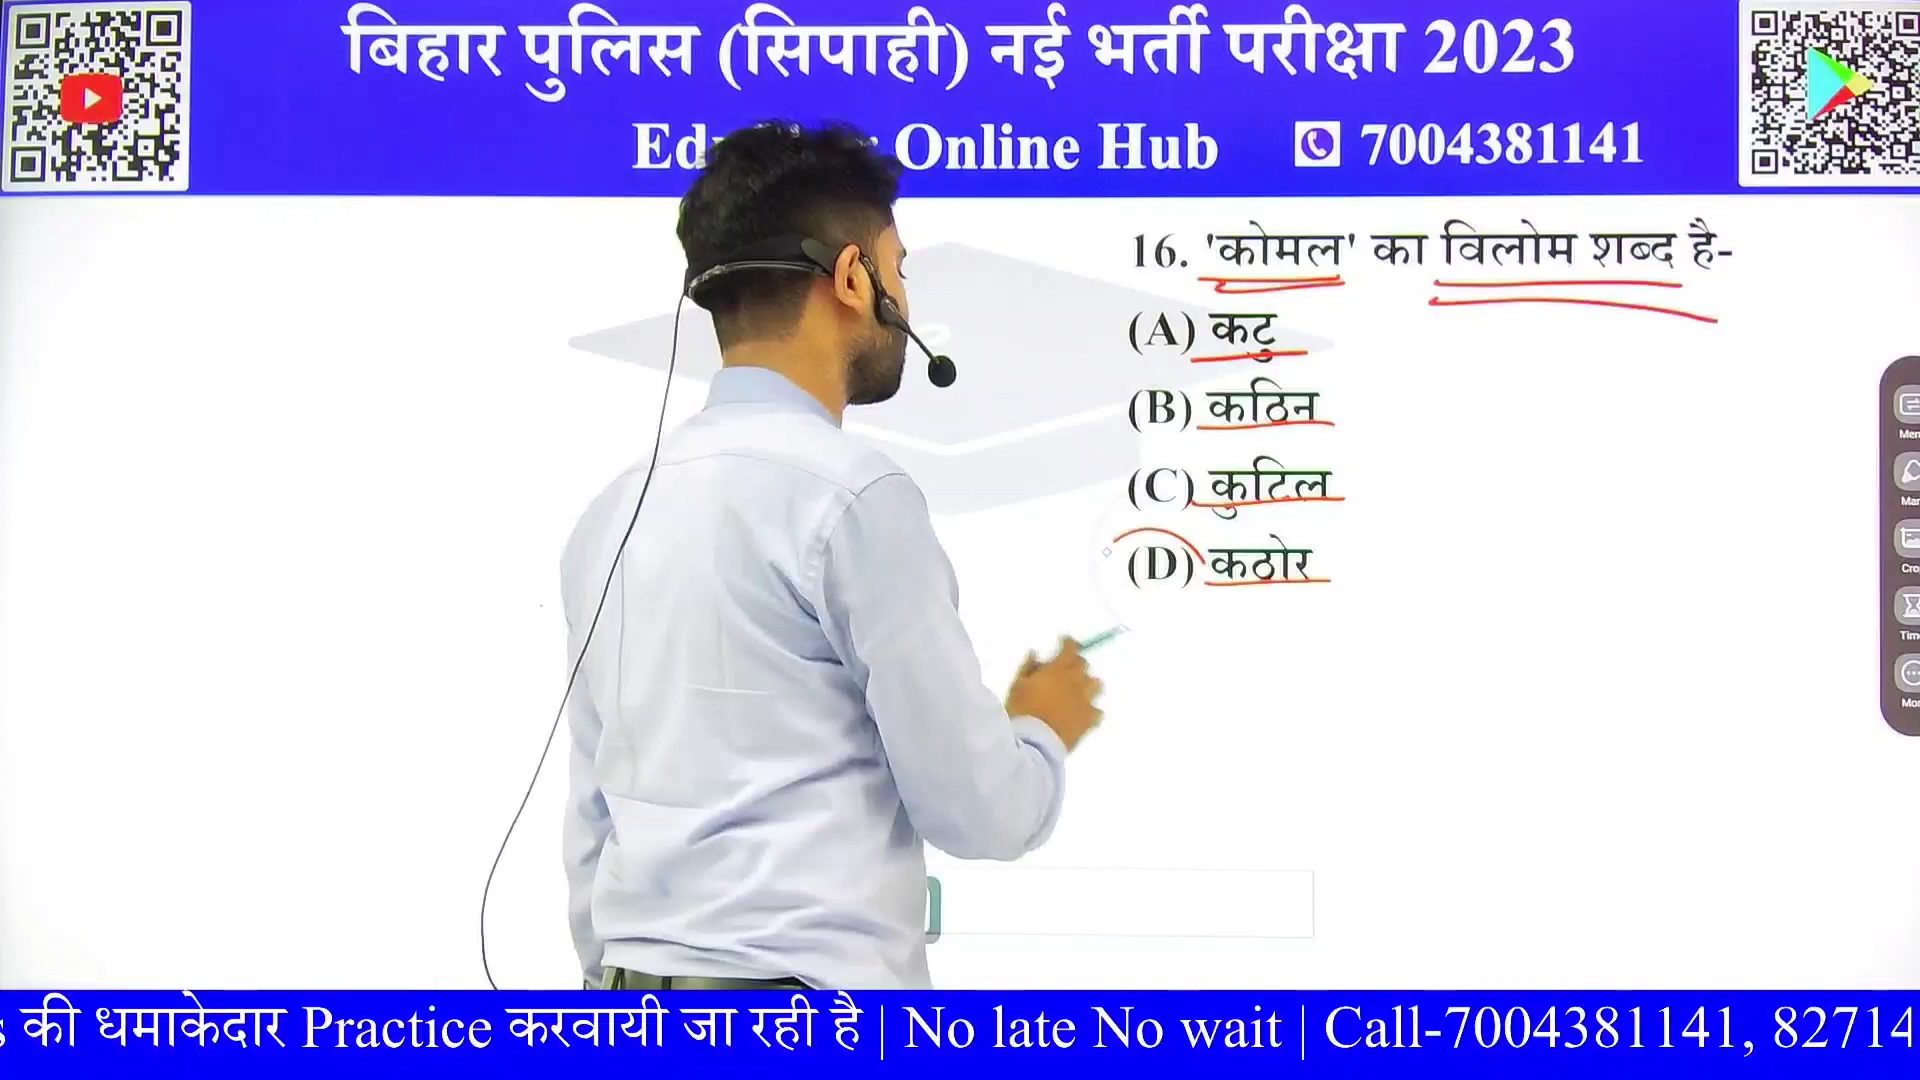 बिहार पुलिस (सिपाही) नई भर्ती परीक्षा 2023
Online Hub 7004381141
16. 'कोमल' का विलोम शब्द है-
(A) कटु
(B) कठिन
(C) कुटिल
(D) कठोर
की धमाकेदार Practice करवायी जा रही है | No late No wait | Call-7004381141, 82714